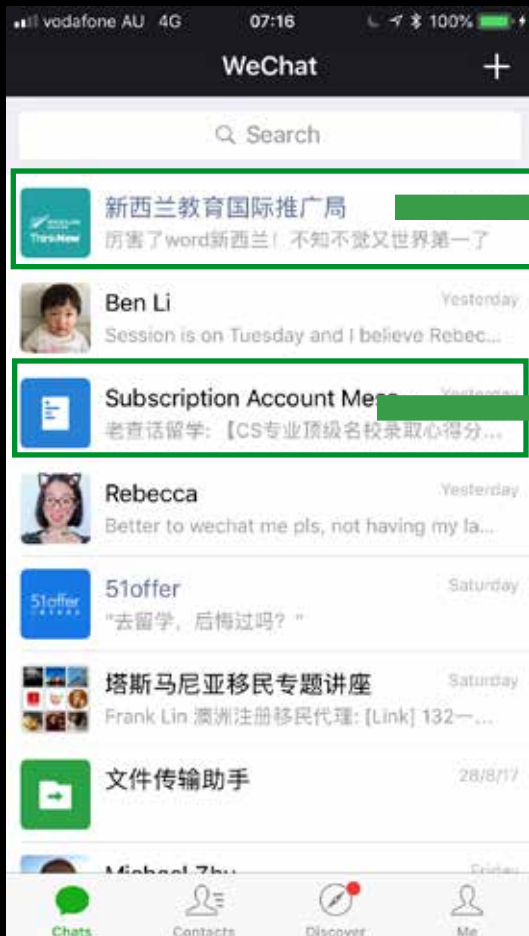 vodafone AU 4G 07:16 100%
WeChat
Search
新西兰教育国际推广局
厉害了word新西兰！不知不觉又世界第一了
Ben Li Yesterday
Session is on Tuesday and I believe Rebec...
Subscription Account Mess Yesterday
老查话留学:【CS专业顶级名校录取心得分...
Rebecca Yesterday
Better to wechat me pls, not having my la...
51offer
51offer Saturday
"去留学，后悔过吗？"
塔斯马尼亚移民专题讲座 Saturday
Frank Lin 澳洲注册移民代理: [Link] 132一...
文件传输助手 28/8/17
Michael Zhu Friday
Chats Contacts Discover Me